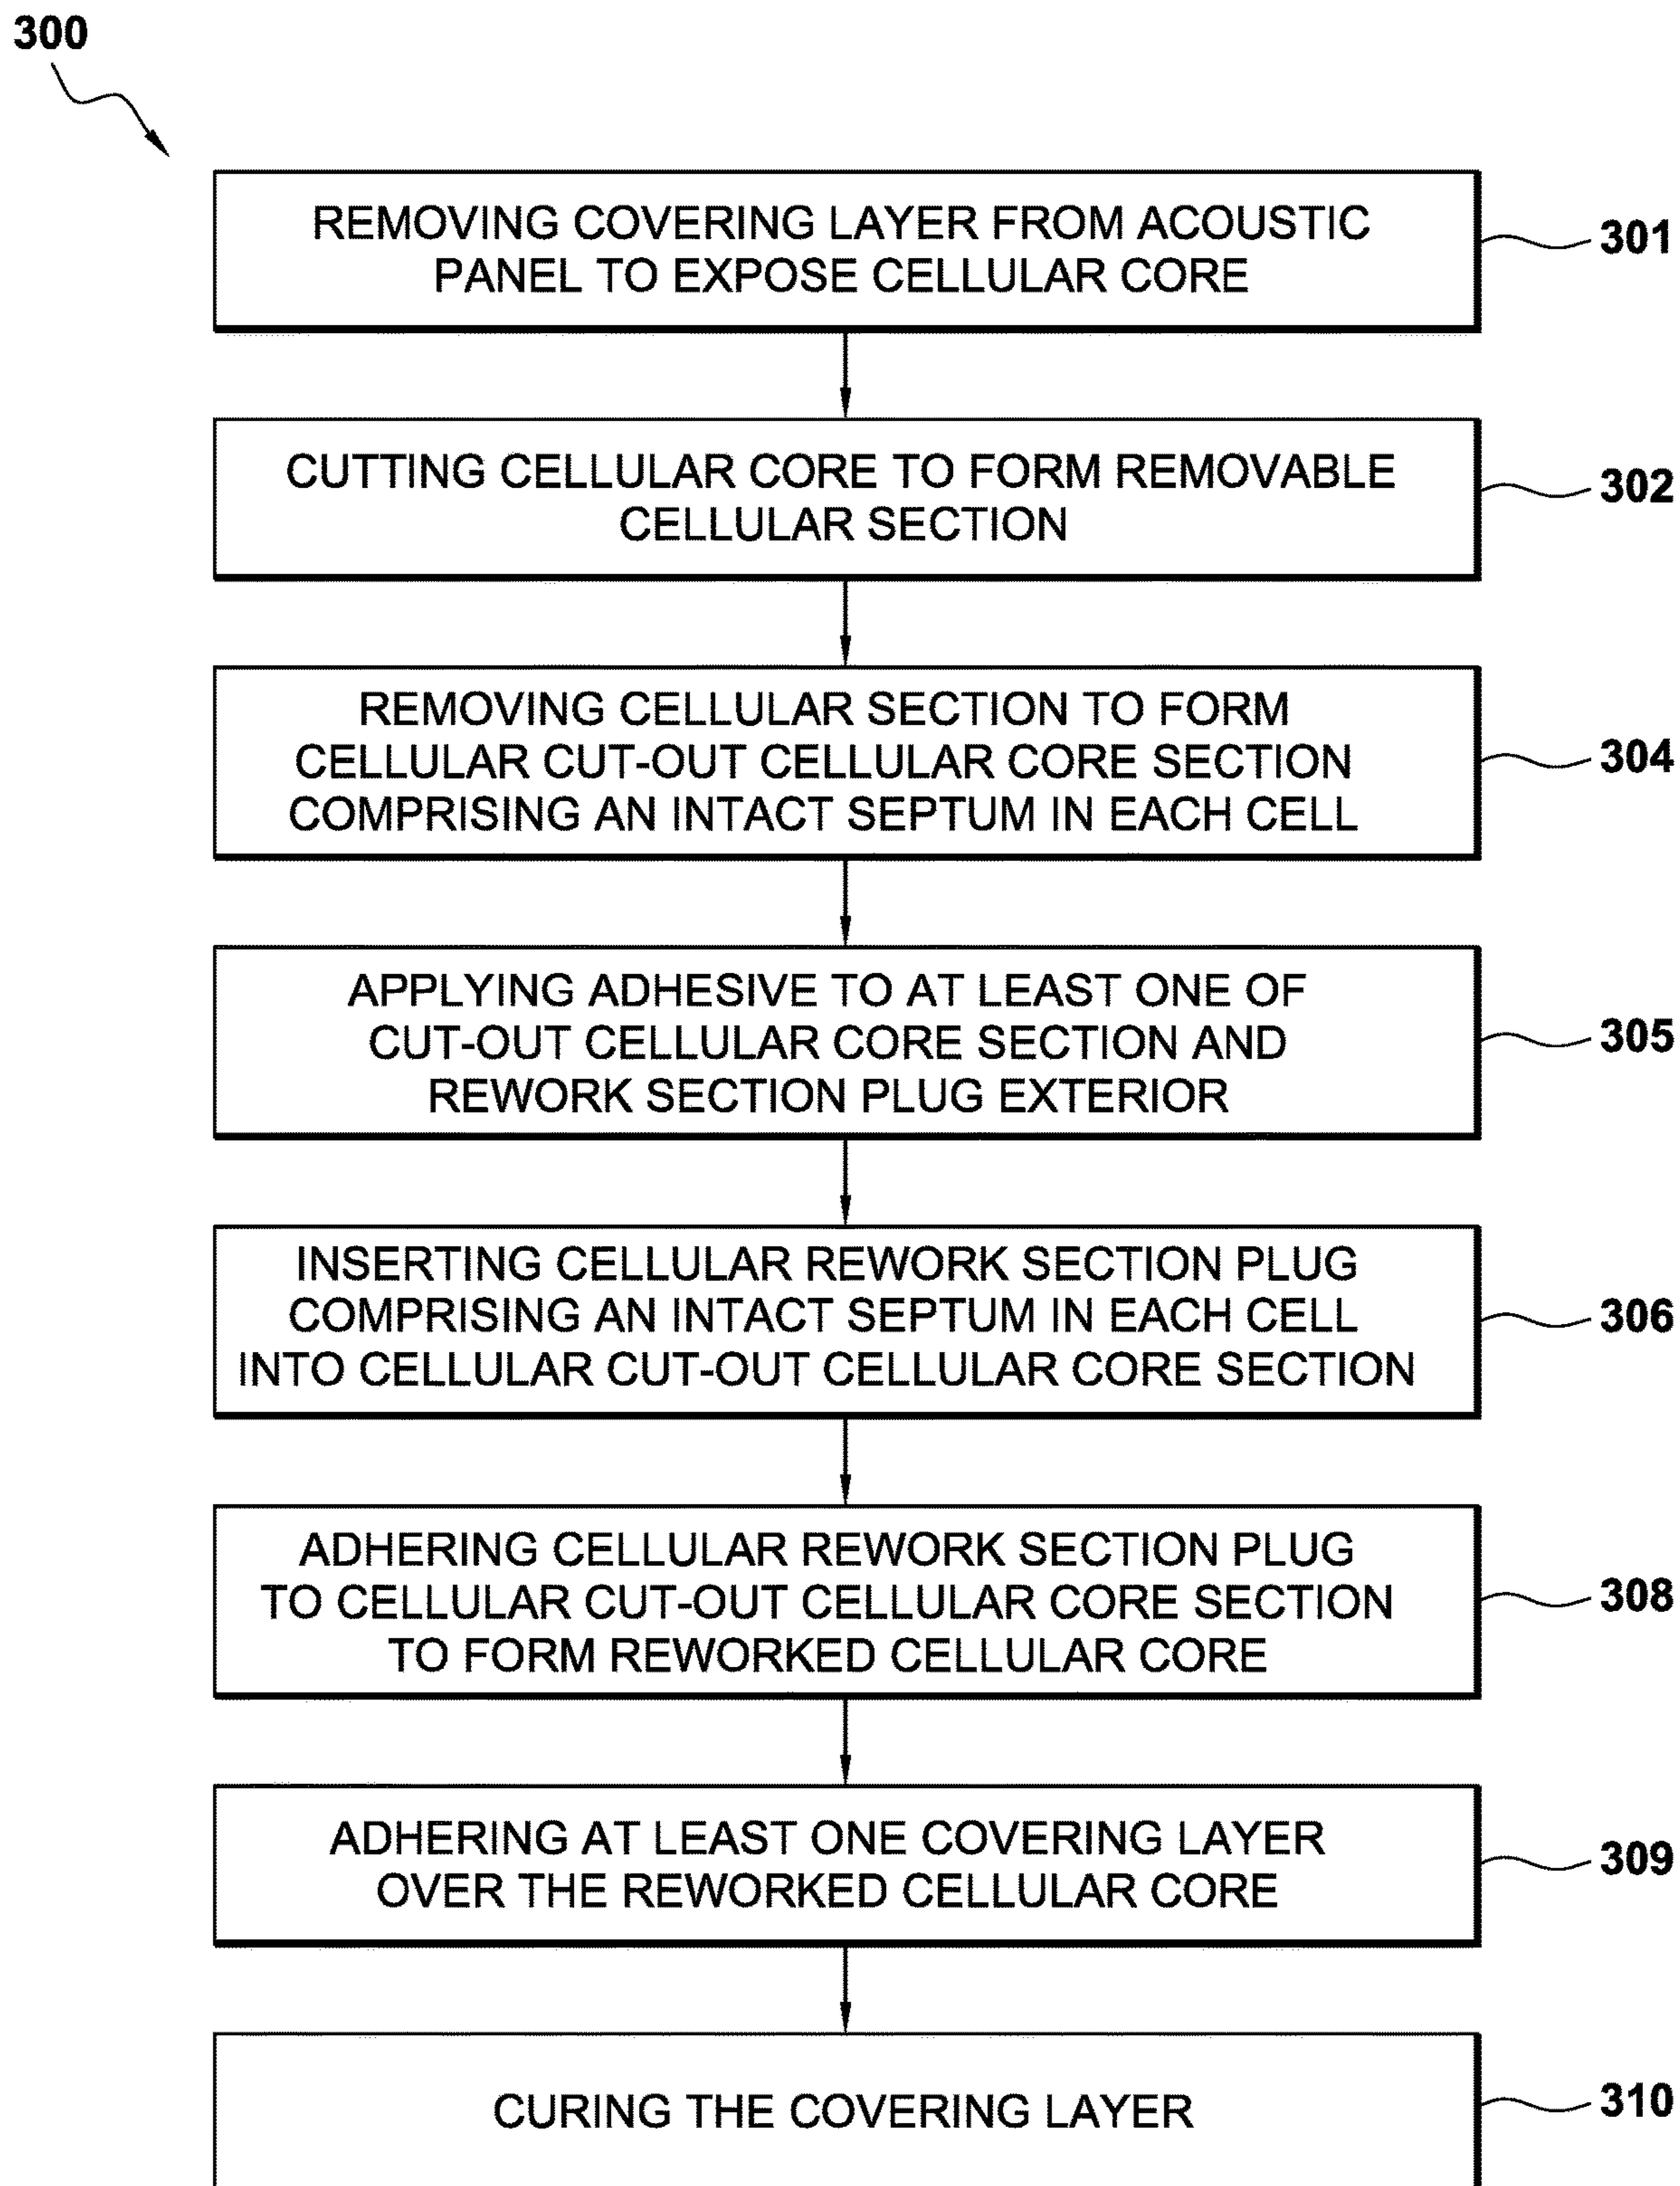 300
REMOVING COVERING LAYER FROM ACOUSTIC
PANEL TO EXPOSE CELLULAR CORE
301
CUTTING CELLULAR CORE TO FORM REMOVABLE
CELLULAR SECTION
302
REMOVING CELLULAR SECTION TO FORM
CELLULAR CUT-OUT CELLULAR CORE SECTION
COMPRISING AN INTACT SEPTUM IN EACH CELL
304
APPLYING ADHESIVE TO AT LEAST ONE OF
CUT-OUT CELLULAR CORE SECTION AND
REWORK SECTION PLUG EXTERIOR
305
INSERTING CELLULAR REWORK SECTION PLUG
COMPRISING AN INTACT SEPTUM IN EACH CELL
INTO CELLULAR CUT-OUT CELLULAR CORE SECTION
306
ADHERING CELLULAR REWORK SECTION PLUG
TO CELLULAR CUT-OUT CELLULAR CORE SECTION
TO FORM REWORKED CELLULAR CORE
308
ADHERING AT LEAST ONE COVERING LAYER
OVER THE REWORKED CELLULAR CORE
309
CURING THE COVERING LAYER
310